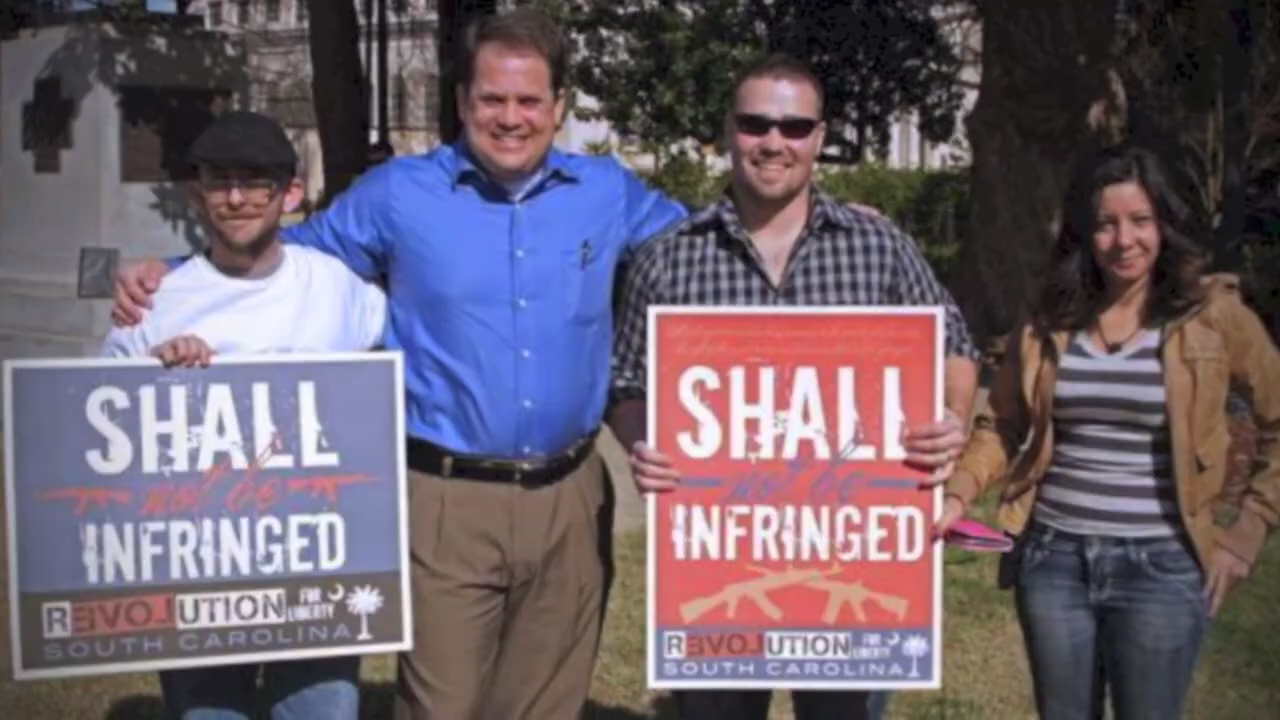 SHALL
not be
INFRINGED
REVOLUTION FOR
LIBERTY
SOUTH CAROLINA
SHALL
not be
INFRINGED
REVOLUTION FOR
LIBERTY
SOUTH CAROLINA